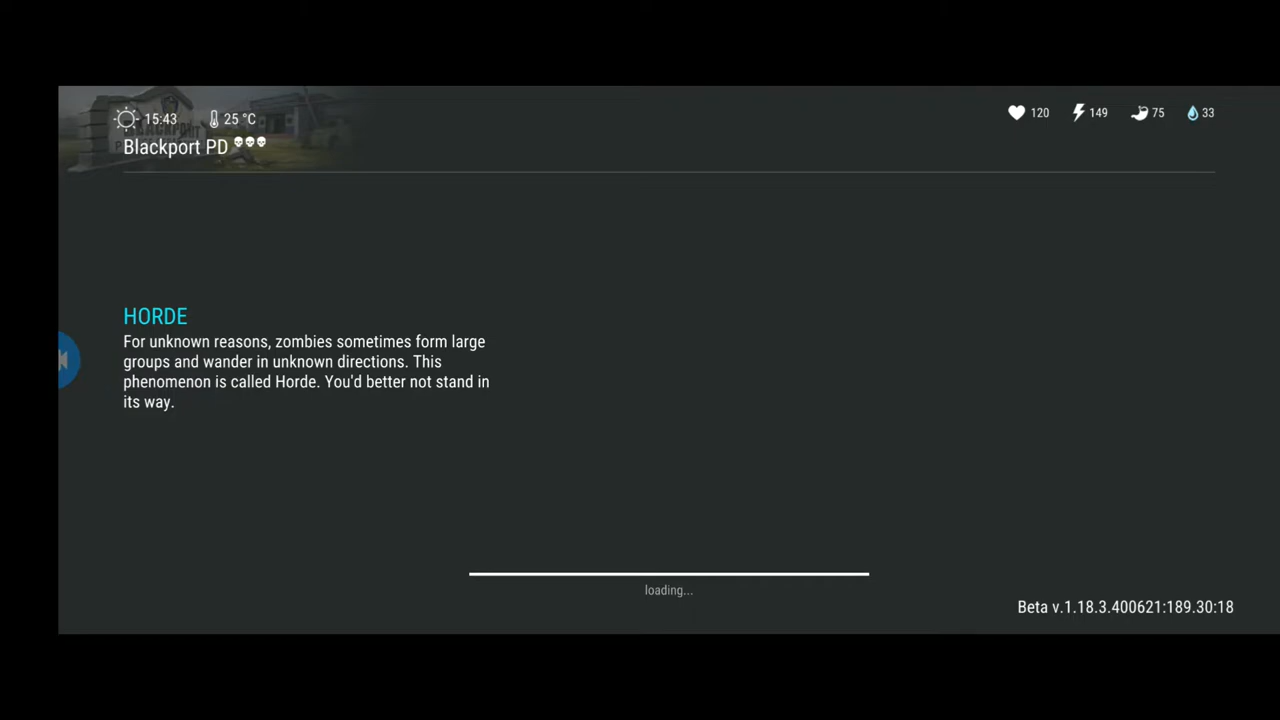 15:43 25 °C
120 149 75 33
Blackport PD
BLACKPORT
HORDE
For unknown reasons, zombies sometimes form large
groups and wander in unknown directions. This
phenomenon is called Horde. You'd better not stand in
its way.
loading...
Beta v.1.18.3.400621:189.30:18